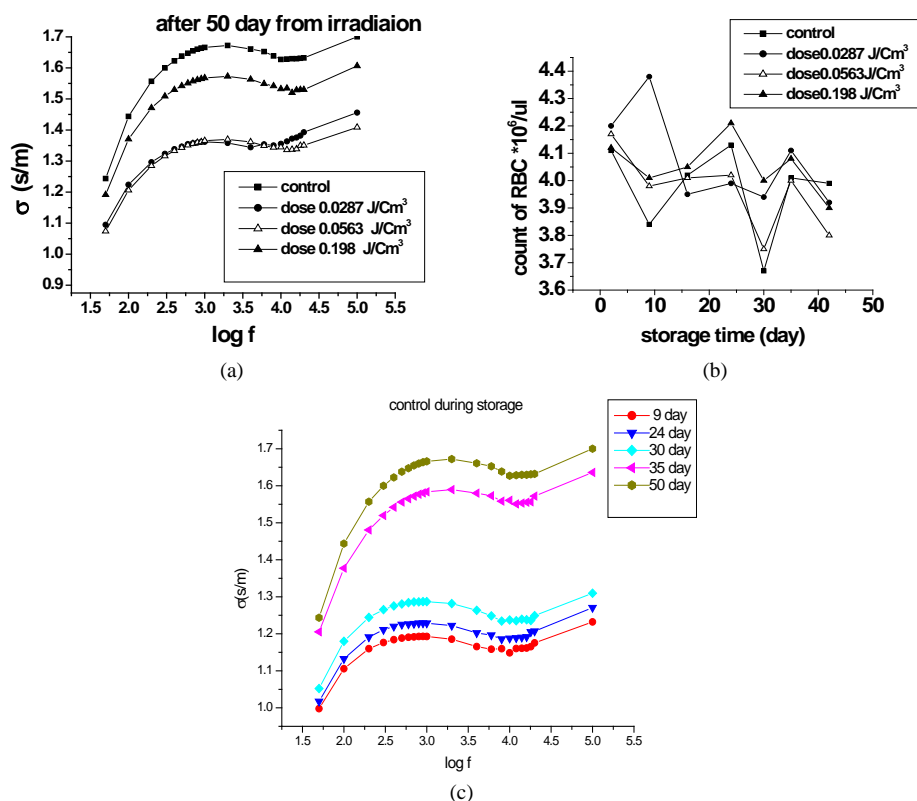 after 50 day from irradiaion
1.7
1.6
1.5
1.4
1.3
1.2
1.1
1.0
0.9
σ (s/m)
control
dose 0.0287 J/Cm³
dose 0.0563 J/Cm³
dose 0.198 J/Cm³
1.5 2.0 2.5 3.0 3.5 4.0 4.5 5.0
log f
(a)
control
dose0.0287 J/Cm³
dose0.0563J/Cm³
dose0.198 J/Cm³
4.4
4.3
4.2
4.1
4.0
3.9
3.8
3.7
3.6
count of RBC *10⁶/ul
0 10 20 30 40 50
storage time (day)
(b)
control during storage
9 day
24 day
30 day
35 day
50 day
1.7
1.6
1.5
1.4
1.3
1.2
1.1
1.0
σ(s/m)
1.5 2.0 2.5 3.0 3.5 4.0 4.5 5.0 5.5
log f
(c)